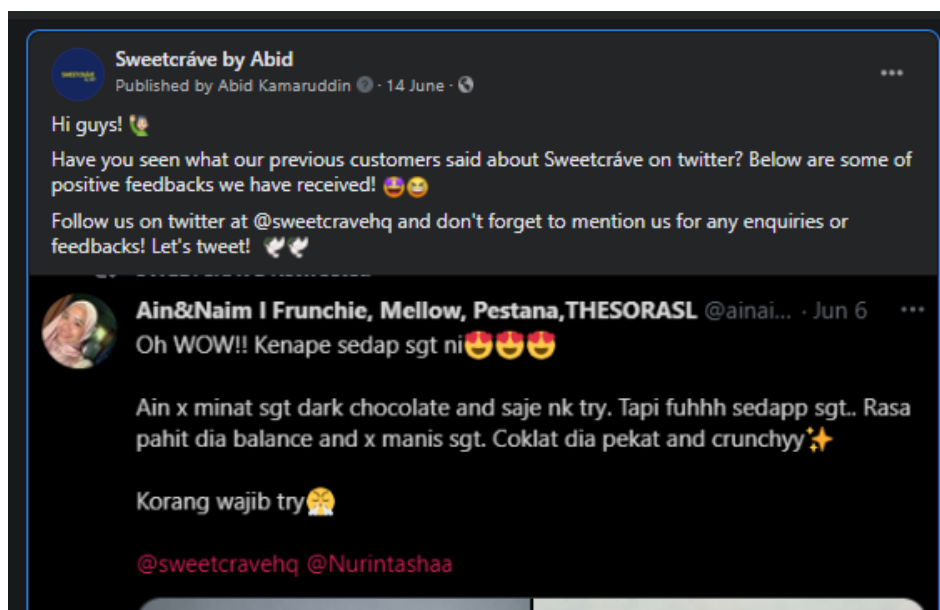 Sweetcráve by Abid
Published by Abid Kamaruddin · 14 June ·
Hi guys! 🙋🏻‍♂️
Have you seen what our previous customers said about Sweetcráve on twitter? Below are some of
positive feedbacks we have received! 🤩😆
Follow us on twitter at @sweetcravehq and don't forget to mention us for any enquiries or
feedbacks! Let's tweet! 🕊️🕊️
Ain&Naim I Frunchie, Mellow, Pestana,THESORASL @ainai... · Jun 6 ...
Oh WOW!! Kenape sedap sgt ni😍😍😍
Ain x minat sgt dark chocolate and saje nk try. Tapi fuhhh sedapp sgt.. Rasa
pahit dia balance and x manis sgt. Coklat dia pekat and crunchyy✨
Korang wajib try😤
@sweetcravehq @Nurintashaa